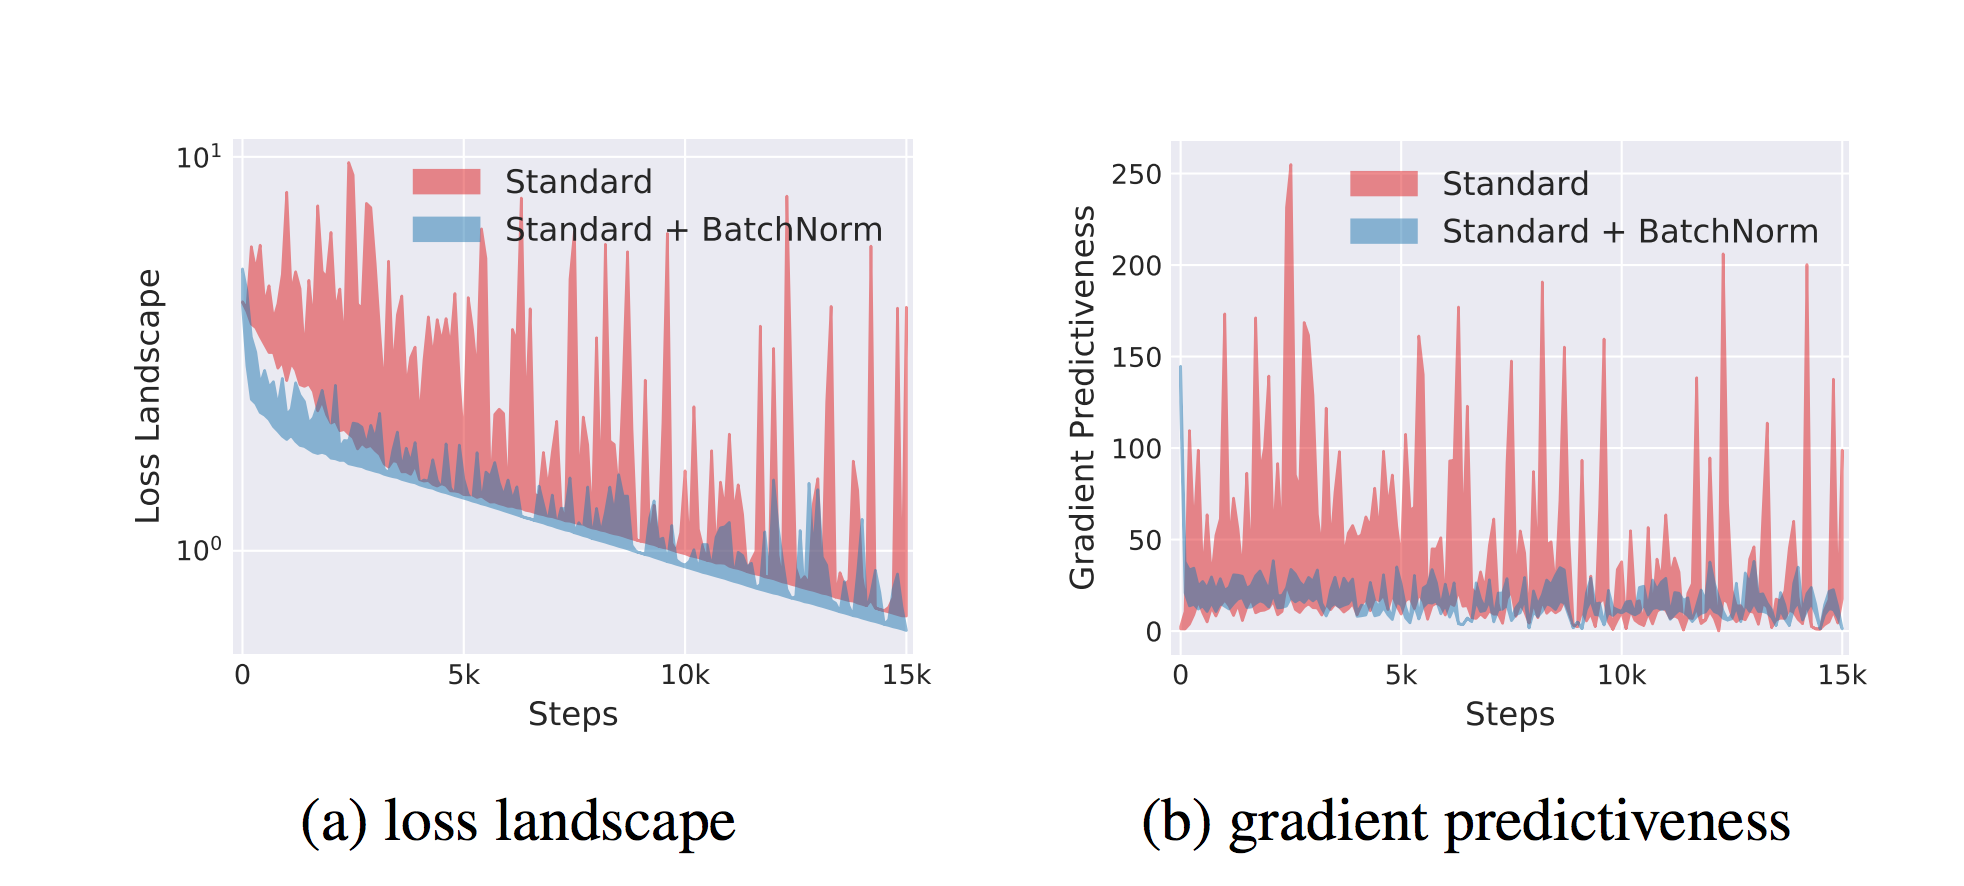 Loss Landscape
10¹
10⁰
Standard
Standard + BatchNorm
0 5k 10k 15k
Steps
(a) loss landscape
Gradient Predictiveness
250
200
150
100
50
0
Standard
Standard + BatchNorm
0 5k 10k 15k
Steps
(b) gradient predictiveness